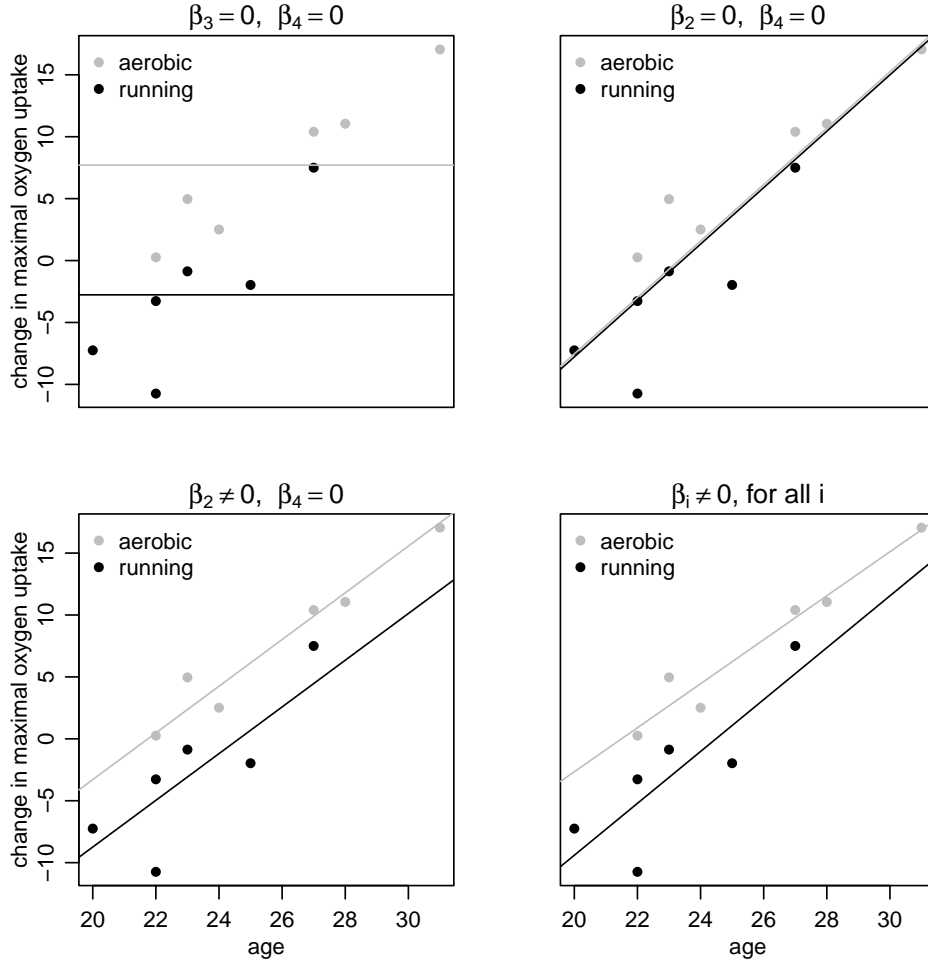 β3 = 0, β4 = 0
aerobic
running
change in maximal oxygen uptake
15
10
5
0
−5
−10
β2 = 0, β4 = 0
aerobic
running
β2 ≠ 0, β4 = 0
aerobic
running
change in maximal oxygen uptake
15
10
5
0
−5
−10
20 22 24 26 28 30
age
βi ≠ 0, for all i
aerobic
running
20 22 24 26 28 30
age